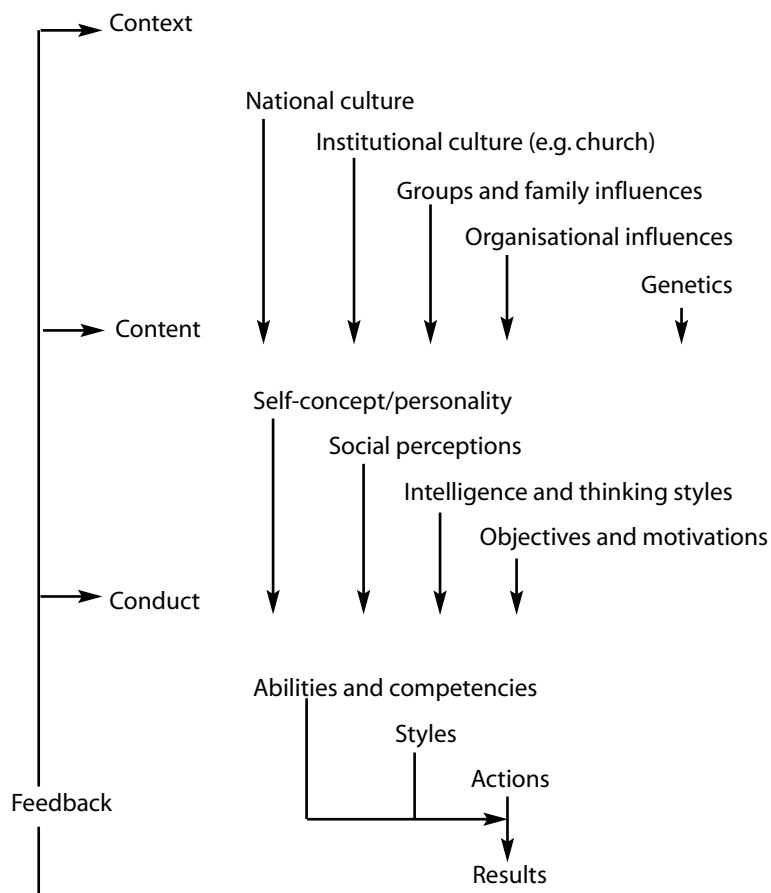 Context
National culture
Institutional culture (e.g. church)
Groups and family influences
Organisational influences
Genetics
Content
Self-concept/personality
Social perceptions
Intelligence and thinking styles
Objectives and motivations
Conduct
Abilities and competencies
Styles
Actions
Feedback
Results